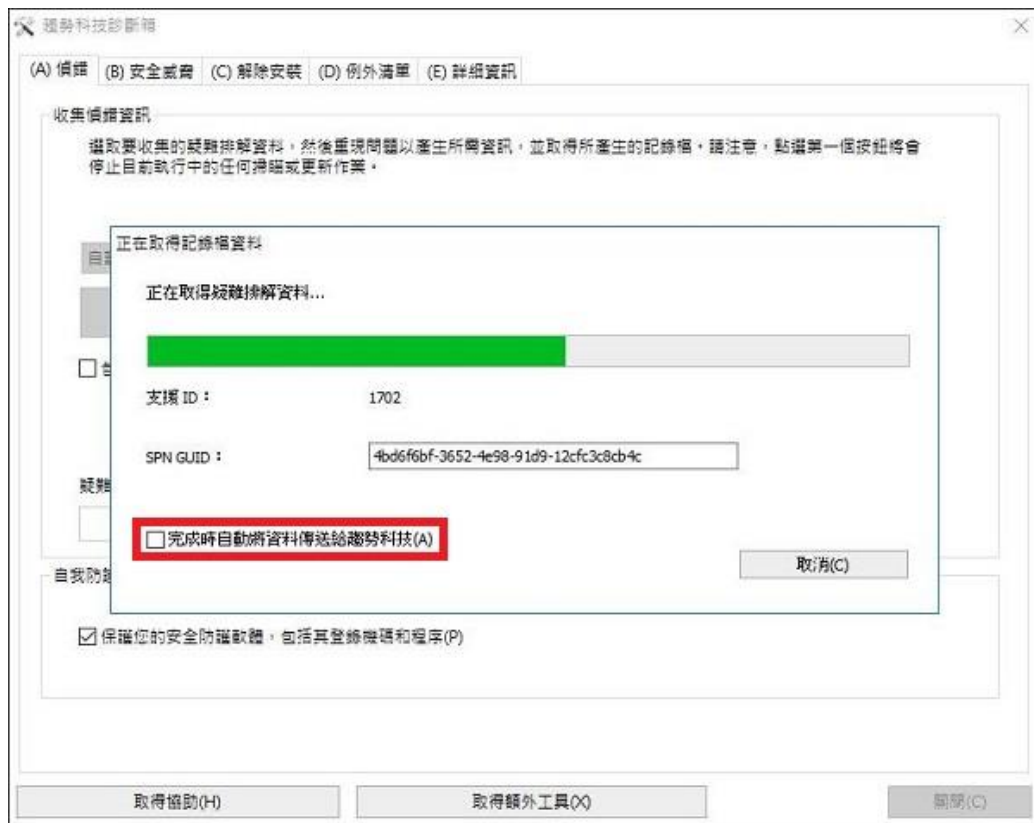 趨勢科技診斷箱
(A) 偵錯 (B) 安全威脅 (C) 解除安裝 (D) 例外清單 (E) 詳細資訊
收集偵錯資訊
選取要收集的疑難排解資料，然後重現問題以產生所需資訊，並取得所產生的記錄檔。請注意，點選第一個按鈕將會
停止目前執行中的任何掃瞄或更新作業。
正在取得記錄檔資料
正在取得疑難排解資料...
支援 ID： 1702
SPN GUID： 4bd6f6bf-3652-4e98-91d9-12cfc3c8cb4c
疑難
完成時自動將資料傳送給趨勢科技(A)
取消(C)
自我防
保護您的安全防護軟體，包括其登錄機碼和程序(P)
取得協助(H) 取得額外工具(X) 關閉(C)